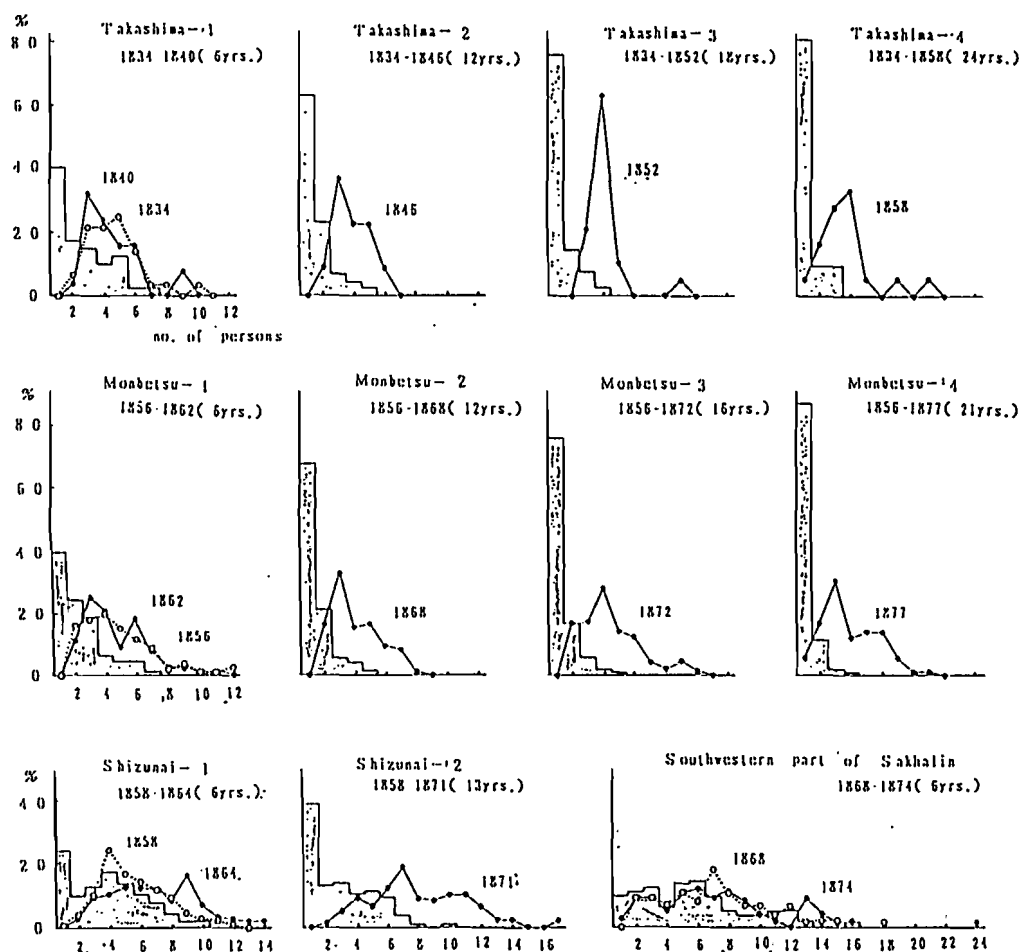 %
80
60
40
20
0
Takashima-1
1834-1840( 6yrs.)
1840
1834
2 4 6 8 10 12
no. of persons
Takashima-2
1834-1846( 12yrs.)
1846
Takashima-3
1834-1852( 18yrs.)
1852
Takashima-4
1834-1858( 24yrs.)
1858
%
80
60
40
20
0
Monbetsu-1
1856-1862( 6yrs.)
1862
1856
2 4 6 8 10 12
Monbetsu-2
1856-1868( 12yrs.)
1868
Monbetsu-3
1856-1872( 16yrs.)
1872
Monbetsu-4
1856-1877( 21yrs.)
1877
%
40
20
0
Shizunai-1
1858-1864( 6yrs.)
1858
1864
2 4 6 8 10 12 14
Shizunai-2
1858-1871( 13yrs.)
1871
2 4 6 8 10 12 14 16
Southwestern part of Sakhalin
1868-1874( 6yrs.)
1868
1874
2 4 6 8 10 12 14 16 18 20 22 24